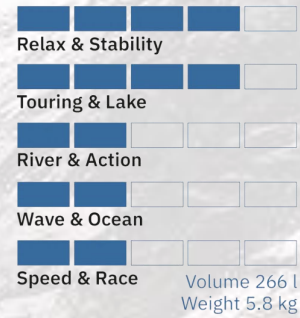 Relax & Stability
Touring & Lake
River & Action
Wave & Ocean
Speed & Race
Volume 266 l
Weight 5.8 kg